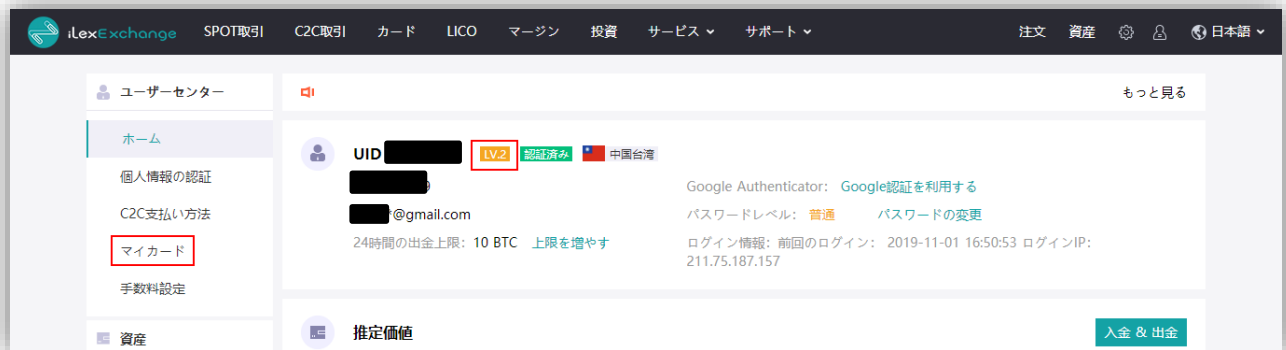 iLexExchange SPOT取引 C2C取引 カード LICO マージン 投資 サービス サポート 注文 資産 日本語
ユーザーセンター
もっと見る
ホーム
個人情報の認証
C2C支払い方法
マイカード
手数料設定
資産
UID LV.2 認証済み 中国台湾
9
*@gmail.com
24時間の出金上限: 10 BTC 上限を増やす
Google Authenticator: Google認証を利用する
パスワードレベル: 普通 パスワードの変更
ログイン情報: 前回のログイン: 2019-11-01 16:50:53 ログインIP:
211.75.187.157
推定価値
入金 & 出金